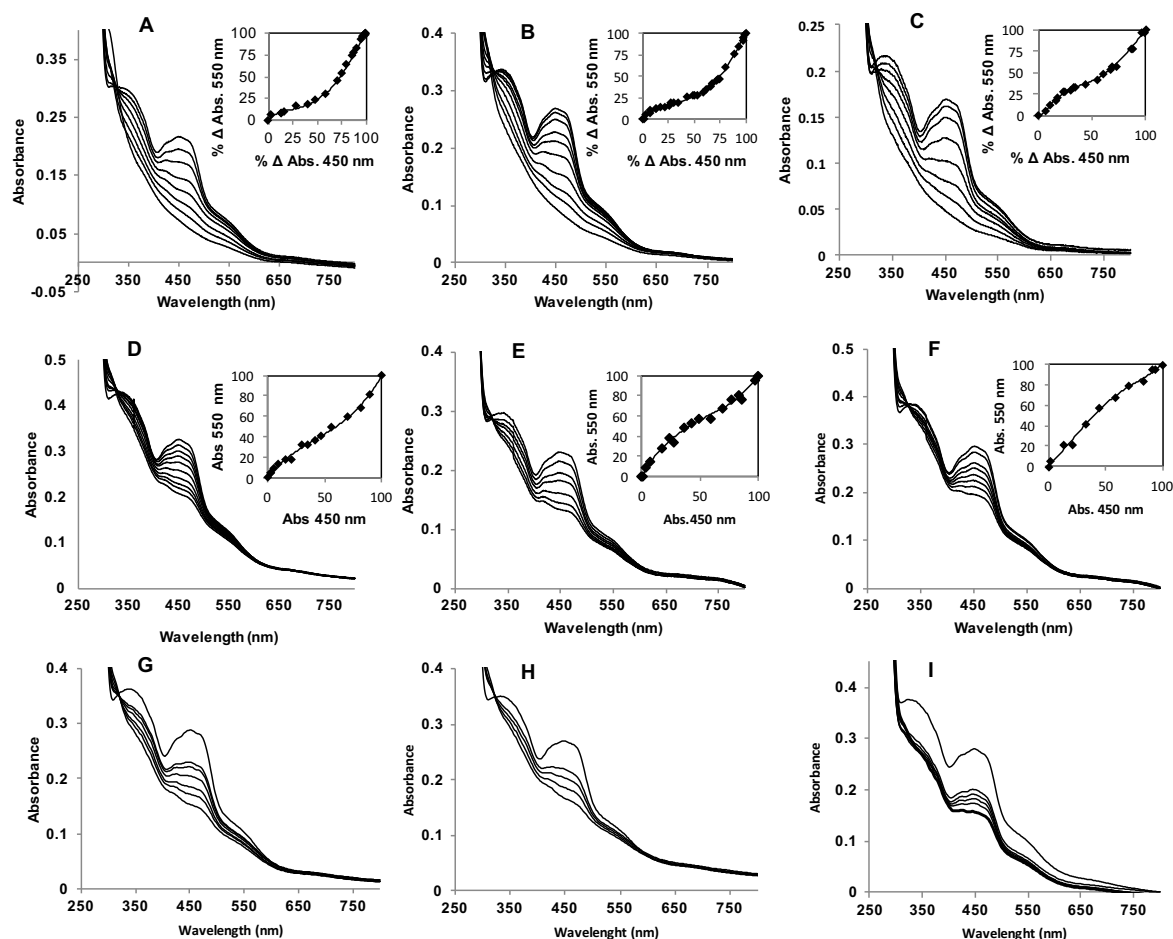 A
0.35
0.25
0.15
0.05
-0.05
Absorbance
250 350 450 550 650 750
Wavelength (nm)
% Δ Abs. 550 nm
100
75
50
25
0
0 25 50 75 100
% Δ Abs. 450 nm
B
0.4
0.3
0.2
0.1
0
Absorbance
250 350 450 550 650 750
Wavelength (nm)
% Δ Abs. 550 nm
100
75
50
25
0
0 25 50 75 100
% Δ Abs. 450 nm
C
0.25
0.2
0.15
0.1
0.05
0
Absorbance
250 350 450 550 650 750
Wavelength (nm)
% Δ Abs. 550 nm
100
75
50
25
0
0 25 50 75 100
% Δ Abs. 450 nm
D
0.5
0.4
0.3
0.2
0.1
0
Absorbance
250 350 450 550 650 750
Wavelength (nm)
Abs 550 nm
100
80
60
40
20
0
0 50 100
Abs 450 nm
E
0.4
0.3
0.2
0.1
0
Absorbance
250 350 450 550 650 750
Wavelength (nm)
Abs. 550 nm
100
80
60
40
20
0
0 50 100
Abs.450 nm
F
0.5
0.4
0.3
0.2
0.1
0
Absorbance
250 350 450 550 650 750
Wavelength (nm)
Abs. 550 nm
100
80
60
40
20
0
0 50 100
Abs. 450 nm
G
0.4
0.3
0.2
0.1
0
Absorbance
250 350 450 550 650 750
Wavelength (nm)
H
0.4
0.3
0.2
0.1
0
Absorbance
250 350 450 550 650 750
Wavelenght (nm)
I
0.4
0.3
0.2
0.1
0
Absorbance
250 350 450 550 650 750
Wavelenght (nm)